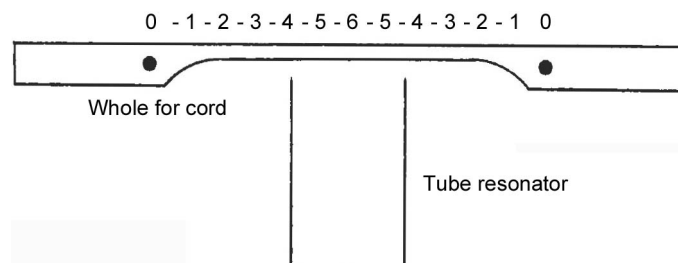 0 - 1 - 2 - 3 - 4 - 5 - 6 - 5 - 4 - 3 - 2 - 1 0
Whole for cord
Tube resonator